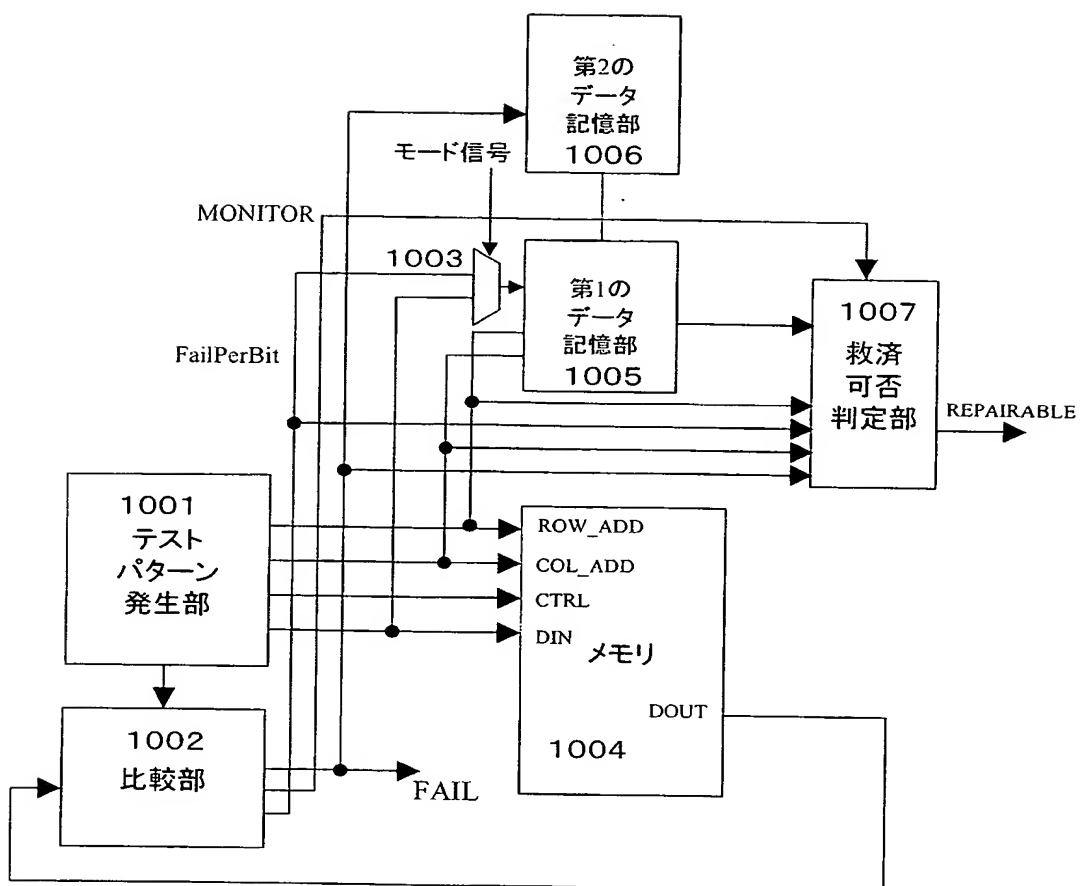 第2の
データ
記憶部
1006
モード信号
MONITOR
1003
第1の
データ
記憶部
1005
1007
救済
可否
判定部
REPAIRABLE
FailPerBit
1001
テスト
パターン
発生部
ROW_ADD
COL_ADD
CTRL
DIN
メモリ
DOUT
1004
1002
比較部
FAIL